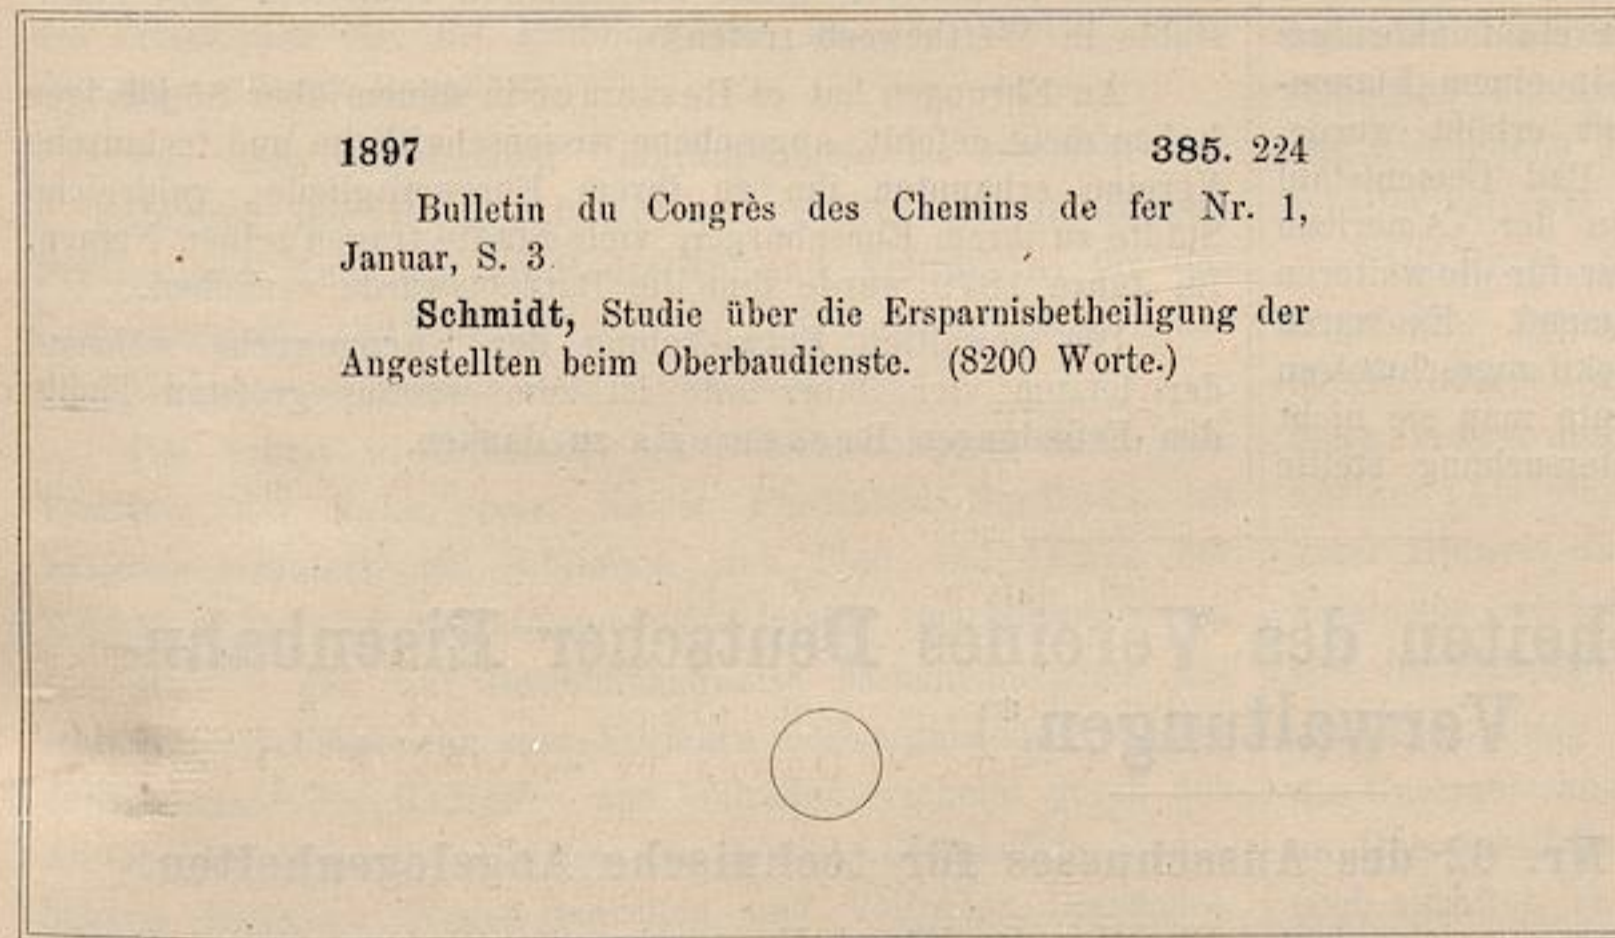 1897 385. 224
Bulletin du Congrès des Chemins de fer Nr. 1,
Januar, S. 3.
Schmidt, Studie über die Ersparnisbetheiligung der
Angestellten beim Oberbaudienste. (8200 Worte.)